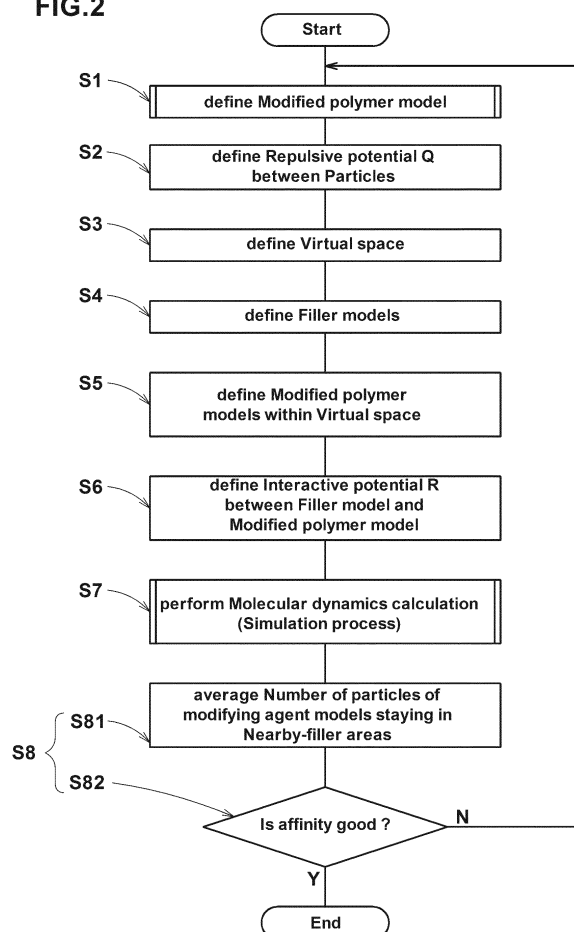 FIG.2
Start
S1
define Modified polymer model
S2
define Repulsive potential Q
between Particles
S3
define Virtual space
S4
define Filler models
S5
define Modified polymer
models within Virtual space
S6
define Interactive potential R
between Filler model and
Modified polymer model
S7
perform Molecular dynamics calculation
(Simulation process)
S8
S81
average Number of particles of
modifying agent models staying in
Nearby-filler areas
S82
Is affinity good ?
N
Y
End